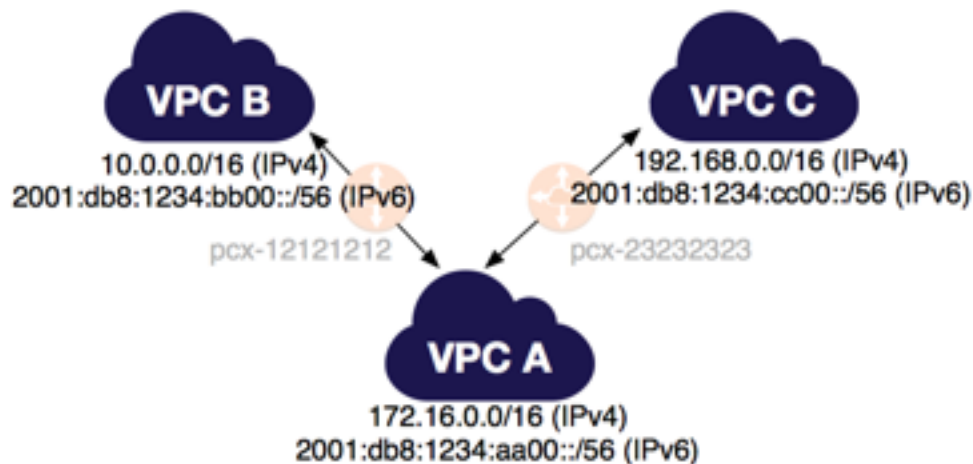 VPC B
10.0.0.0/16 (IPv4)
2001:db8:1234:bb00::/56 (IPv6)
pcx-12121212
VPC C
192.168.0.0/16 (IPv4)
2001:db8:1234:cc00::/56 (IPv6)
pcx-23232323
VPC A
172.16.0.0/16 (IPv4)
2001:db8:1234:aa00::/56 (IPv6)